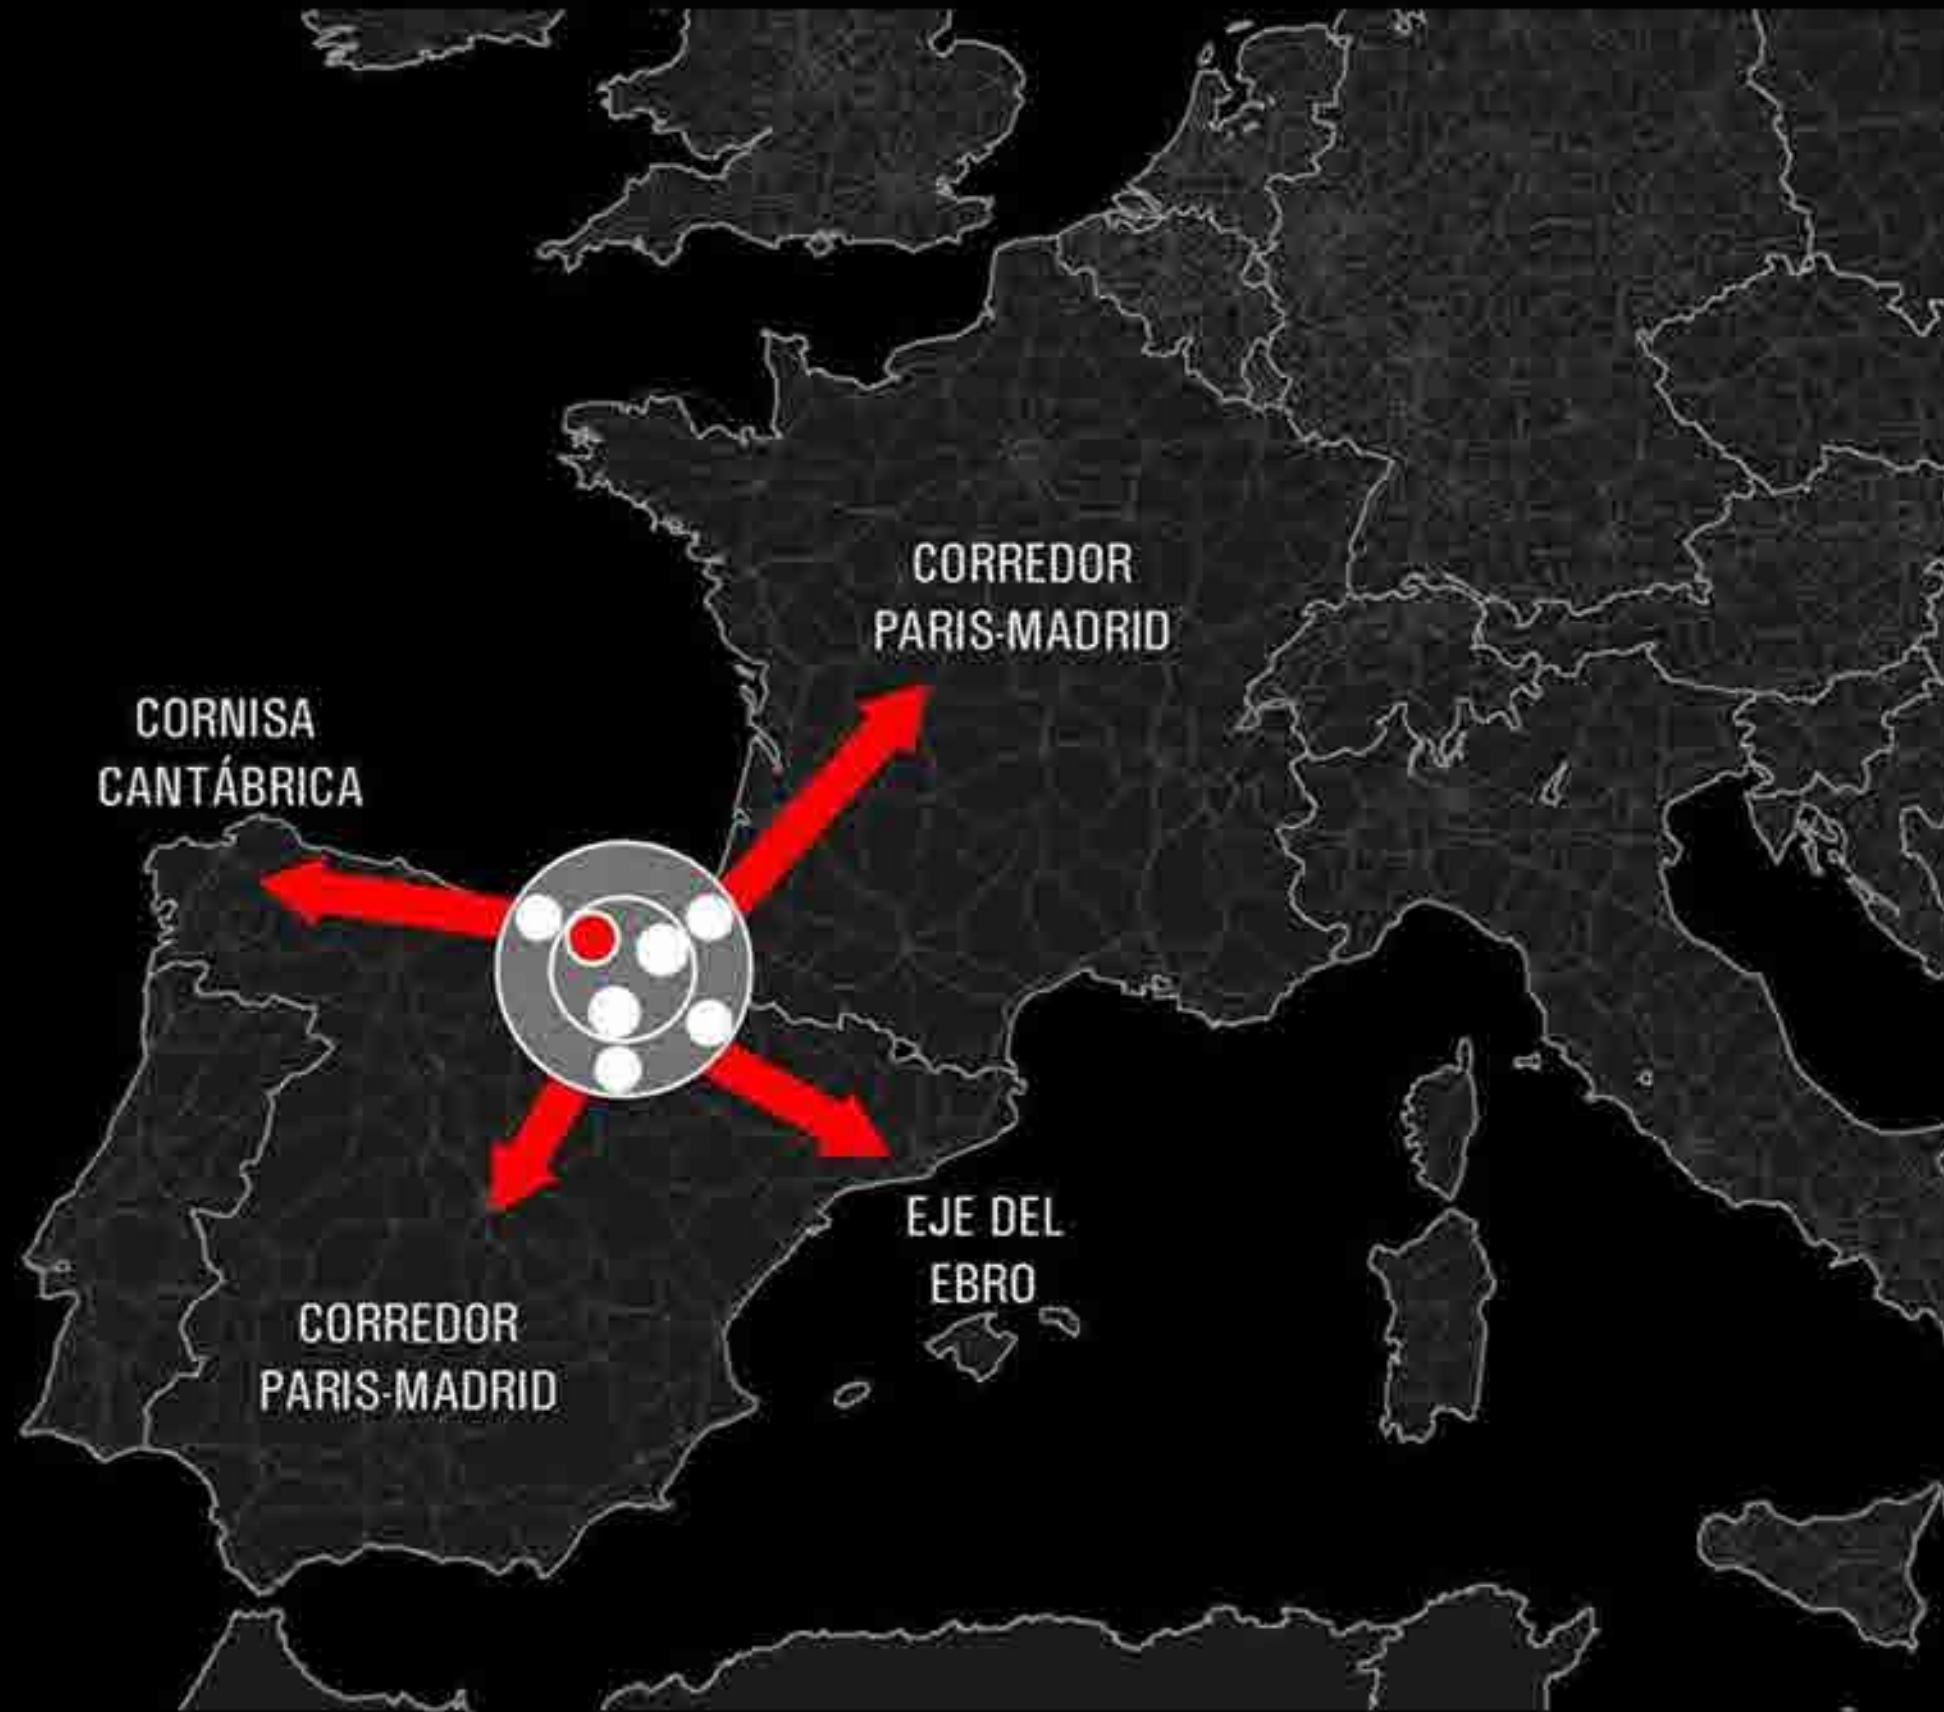 CORREDOR
PARIS-MADRID
CORNISA
CANTÁBRICA
EJE DEL
EBRO
CORREDOR
PARIS-MADRID